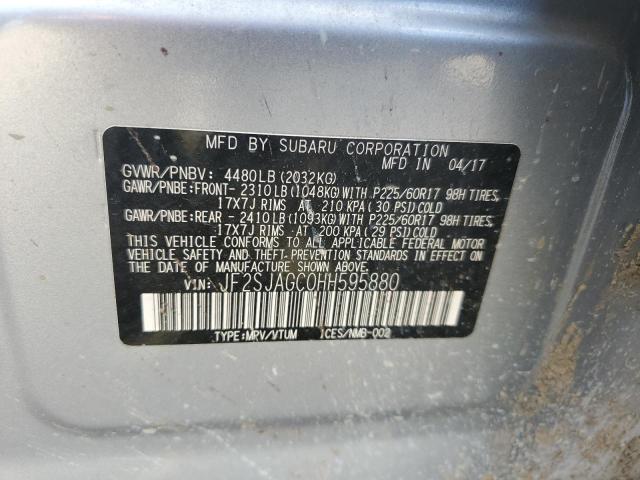 MFD BY SUBARU CORPORATION
MFD IN 04/17
GVWR/PNBV: 4480LB (2032KG)
GAWR/PNBE:FRONT- 2310LB(1048KG)WITH P225/60R17 98H TIRES,
17X7J RIMS AT 210 KPA( 30 PSI)COLD
GAWR/PNBE:REAR - 2410LB(1093KG)WITH P225/60R17 98H TIRES,
17X7J RIMS AT 200 KPA( 29 PSI)COLD
THIS VEHICLE CONFORMS TO ALL APPLICABLE FEDERAL MOTOR
VEHICLE SAFETY, BUMPER, AND THEFT PREVENTION STANDARDS
IN EFFECT ON THE DATE OF MANUFACTURE SHOWN ABOVE.
VIN: JF2SJAGC0HH595880
TYPE:MPV/VTUM ICES/NMB-002